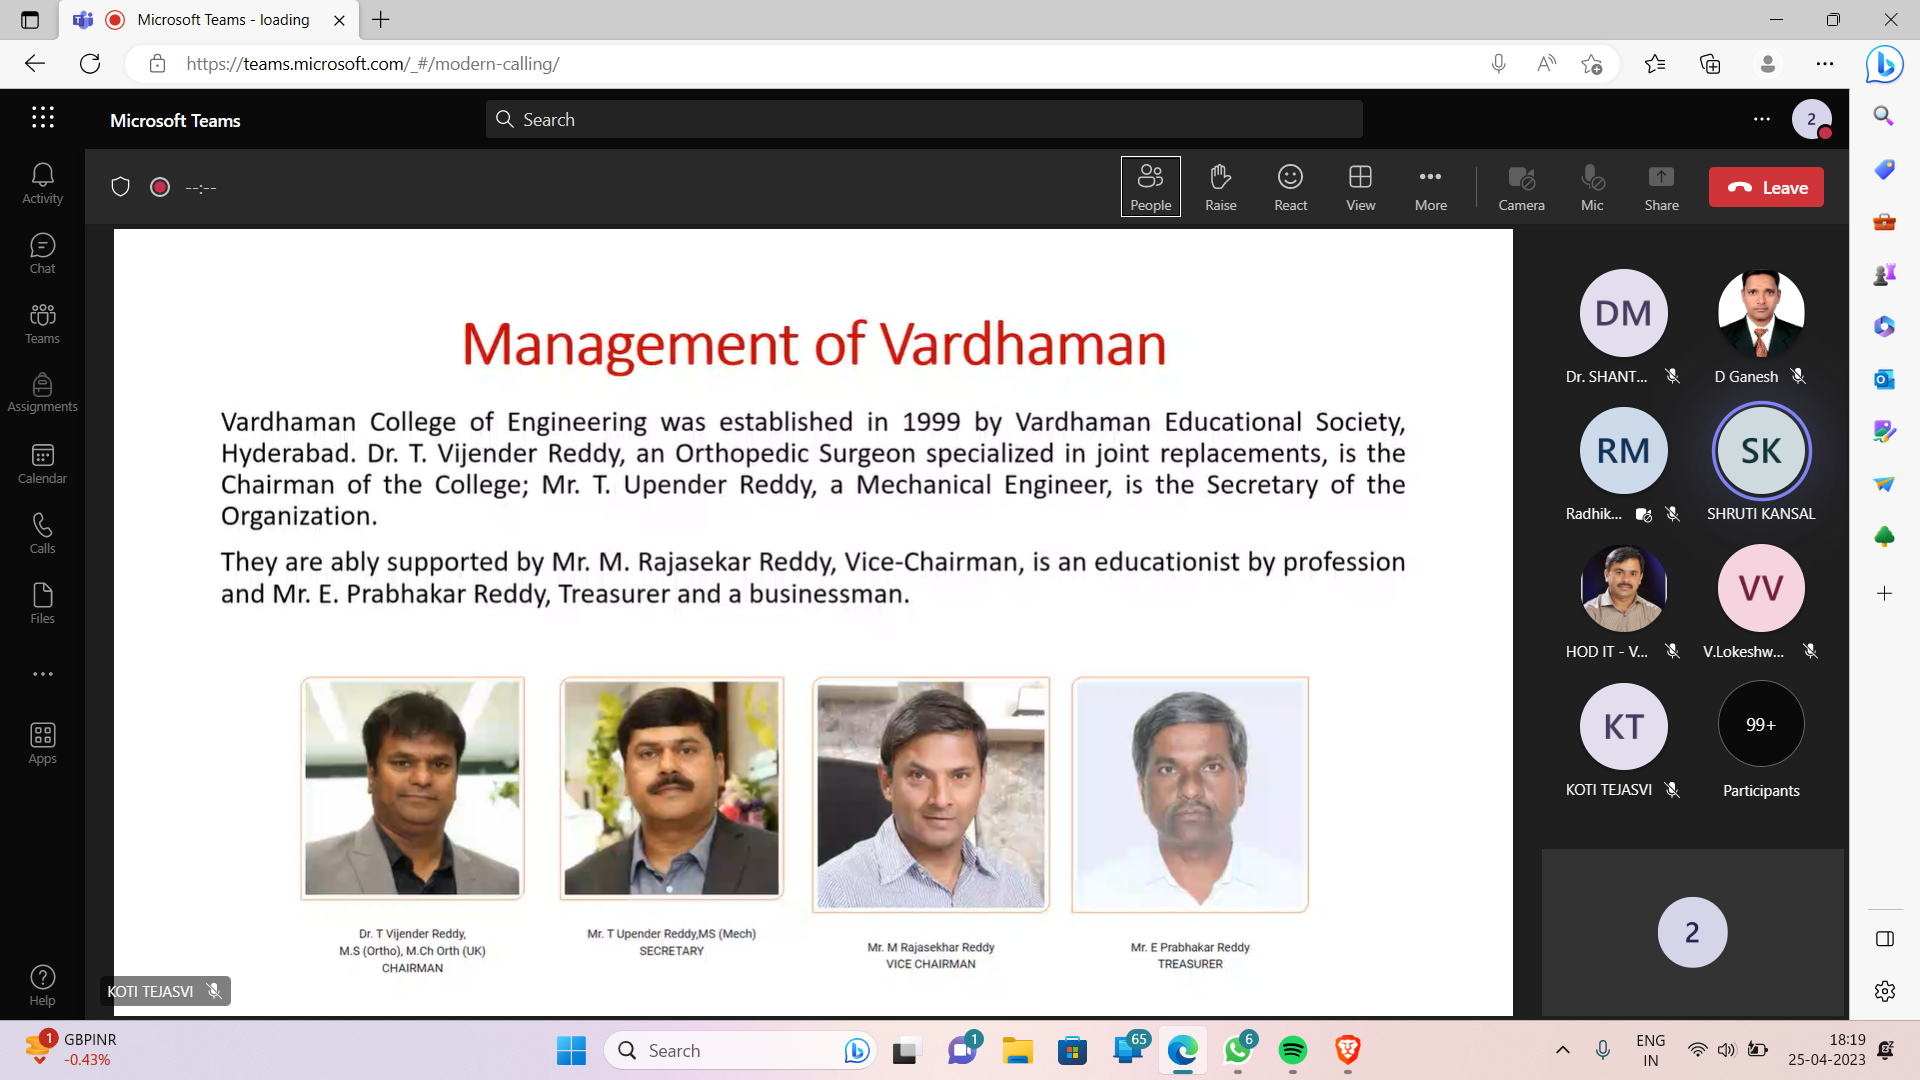 Microsoft Teams - loading
https://teams.microsoft.com/_#/modern-calling/
Microsoft Teams
Search
2
Activity
Chat
Teams
Assignments
Calendar
Calls
Files
Apps
Help
--:--
People
Raise
React
View
More
Camera
Mic
Share
Leave
Management of Vardhaman
Vardhaman College of Engineering was established in 1999 by Vardhaman Educational Society,
Hyderabad. Dr. T. Vijender Reddy, an Orthopedic Surgeon specialized in joint replacements, is the
Chairman of the College; Mr. T. Upender Reddy, a Mechanical Engineer, is the Secretary of the
Organization.
They are ably supported by Mr. M. Rajasekar Reddy, Vice-Chairman, is an educationist by profession
and Mr. E. Prabhakar Reddy, Treasurer and a businessman.
Dr. T Vijender Reddy,
M.S (Ortho), M.Ch Orth (UK)
CHAIRMAN
Mr. T Upender Reddy,MS (Mech)
SECRETARY
Mr. M Rajasekhar Reddy
VICE CHAIRMAN
Mr. E Prabhakar Reddy
TREASURER
KOTI TEJASVI
DM
Dr. SHANT...
D Ganesh
RM
Radhik...
SK
SHRUTI KANSAL
HOD IT - V...
VV
V.Lokeshw...
KT
KOTI TEJASVI
99+
Participants
2
1
GBPINR
-0.43%
Search
1
65
6
ENG
IN
18:19
25-04-2023